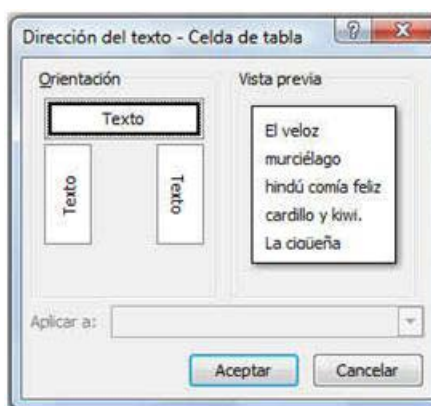 Dirección del texto - Celda de tabla
Orientación
Texto
Texto
Texto
Vista previa
El veloz
murciélago
hindú comía feliz
cardillo y kiwi.
La cigüeña
Aplicar a:
Aceptar
Cancelar